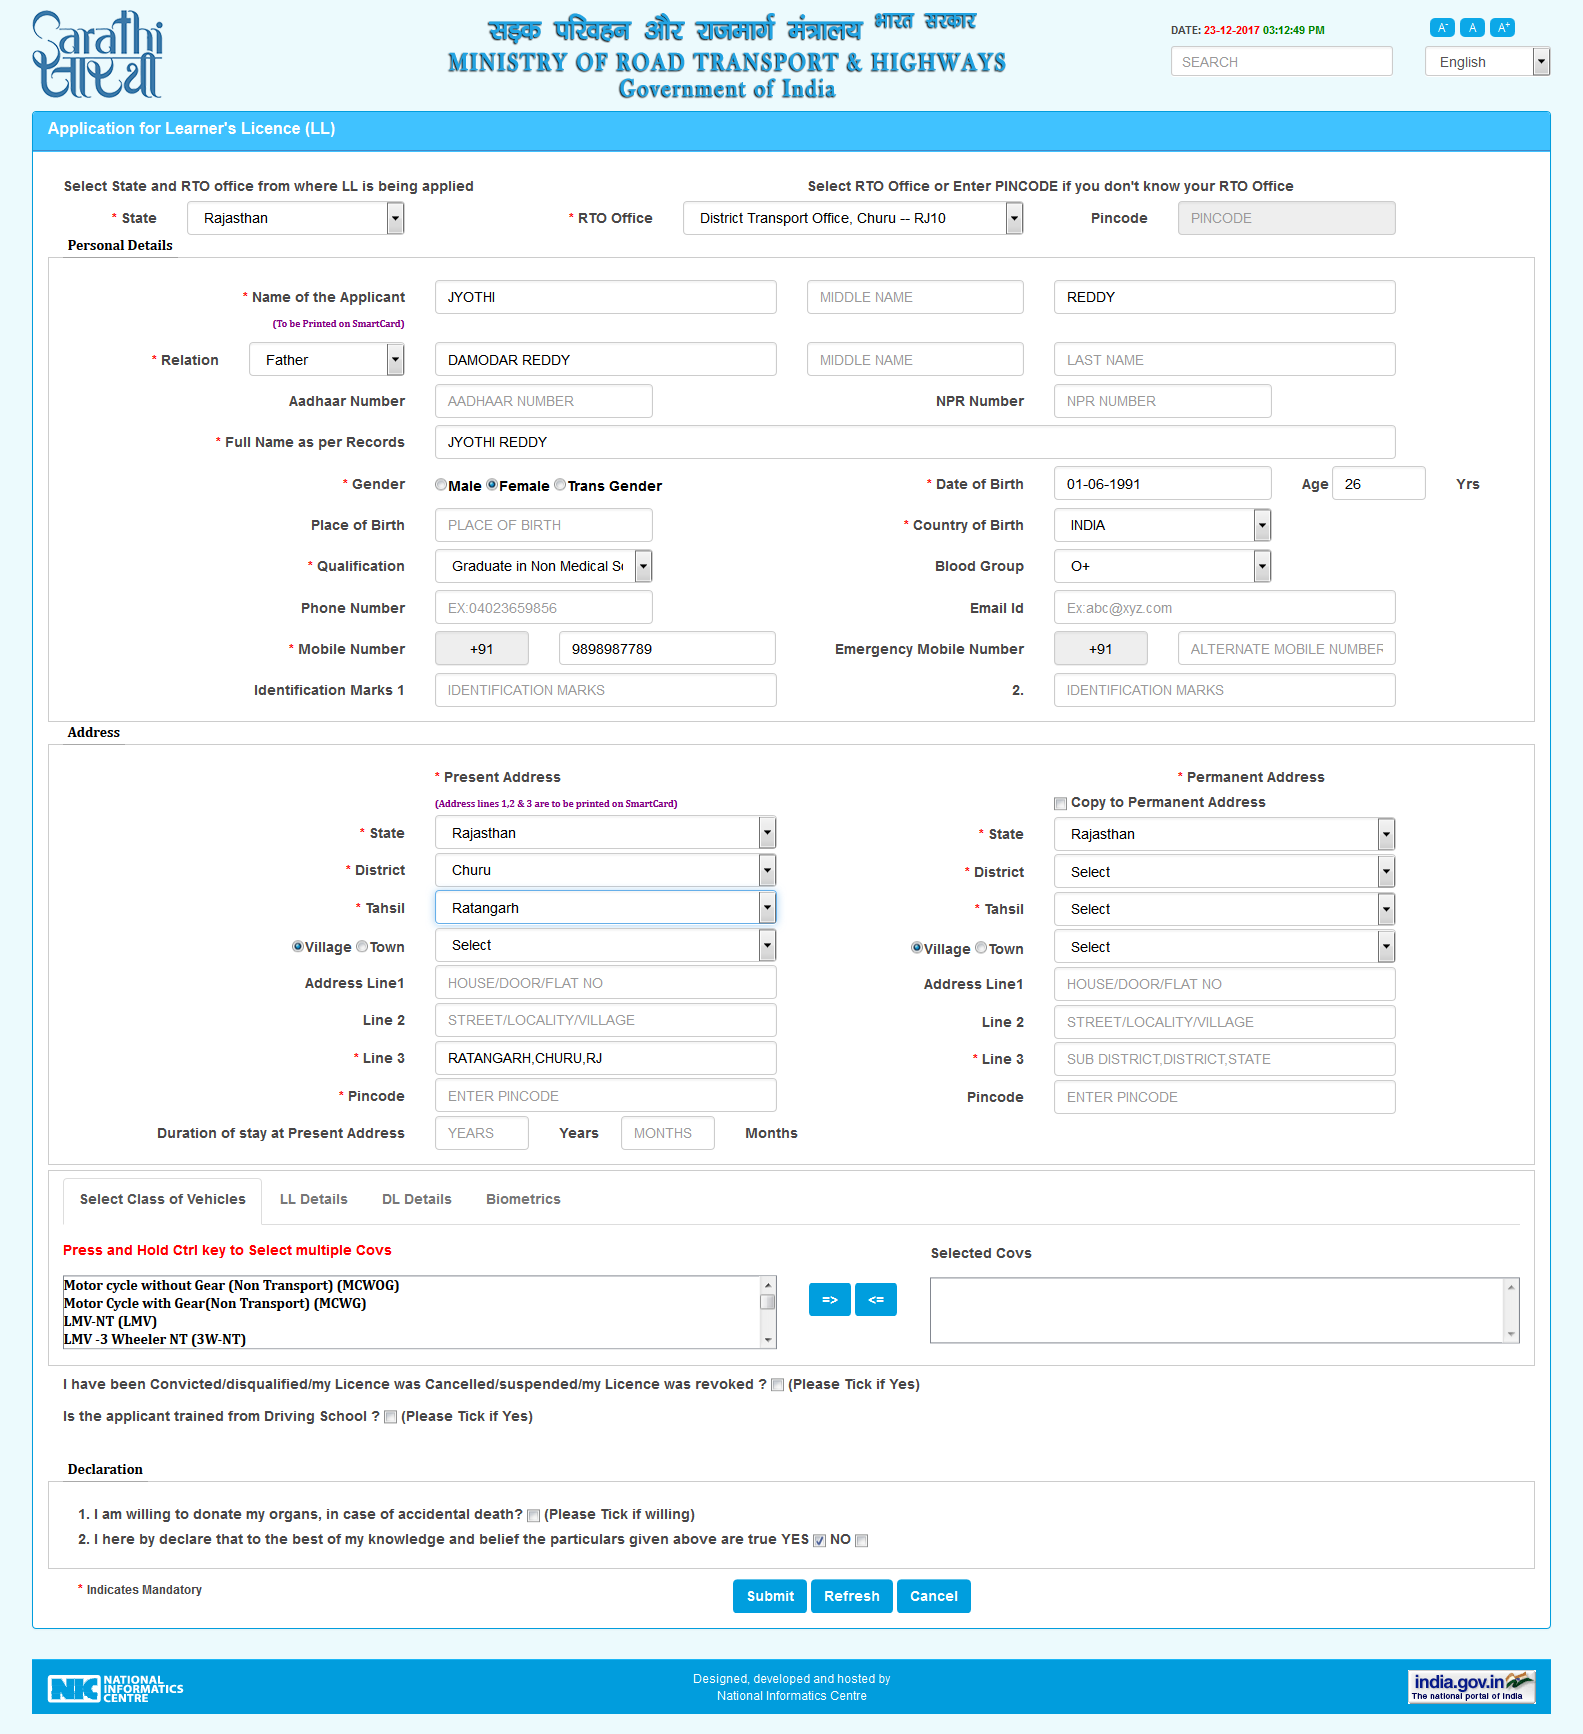 Sarathi
सारथी
सड़क परिवहन और राजमार्ग मंत्रालय भारत सरकार
MINISTRY OF ROAD TRANSPORT & HIGHWAYS
Government of India
DATE: 23-12-2017 03:12:49 PM
A- A A+
SEARCH English
Application for Learner's Licence (LL)
Select State and RTO office from where LL is being applied Select RTO Office or Enter PINCODE if you don't know your RTO Office
* State Rajasthan * RTO Office District Transport Office, Churu -- RJ10 Pincode PINCODE
Personal Details
* Name of the Applicant JYOTHI MIDDLE NAME REDDY
(To be Printed on SmartCard)
* Relation Father DAMODAR REDDY MIDDLE NAME LAST NAME
Aadhaar Number AADHAAR NUMBER NPR Number NPR NUMBER
* Full Name as per Records JYOTHI REDDY
* Gender Male Female Trans Gender * Date of Birth 01-06-1991 Age 26 Yrs
Place of Birth PLACE OF BIRTH * Country of Birth INDIA
* Qualification Graduate in Non Medical Sc Blood Group O+
Phone Number EX:04023659856 Email Id Ex:abc@xyz.com
* Mobile Number +91 9898987789 Emergency Mobile Number +91 ALTERNATE MOBILE NUMBER
Identification Marks 1 IDENTIFICATION MARKS 2. IDENTIFICATION MARKS
Address
* Present Address * Permanent Address
(Address lines 1,2 & 3 are to be printed on SmartCard) Copy to Permanent Address
* State Rajasthan * State Rajasthan
* District Churu * District Select
* Tahsil Ratangarh * Tahsil Select
Village Town Select Village Town Select
Address Line1 HOUSE/DOOR/FLAT NO Address Line1 HOUSE/DOOR/FLAT NO
Line 2 STREET/LOCALITY/VILLAGE Line 2 STREET/LOCALITY/VILLAGE
* Line 3 RATANGARH,CHURU,RJ * Line 3 SUB DISTRICT,DISTRICT,STATE
* Pincode ENTER PINCODE Pincode ENTER PINCODE
Duration of stay at Present Address YEARS Years MONTHS Months
Select Class of Vehicles LL Details DL Details Biometrics
Press and Hold Ctrl key to Select multiple Covs Selected Covs
Motor cycle without Gear (Non Transport) (MCWOG)
Motor Cycle with Gear(Non Transport) (MCWG)
LMV-NT (LMV)
LMV -3 Wheeler NT (3W-NT)
=> <=
I have been Convicted/disqualified/my Licence was Cancelled/suspended/my Licence was revoked ? (Please Tick if Yes)
Is the applicant trained from Driving School ? (Please Tick if Yes)
Declaration
1. I am willing to donate my organs, in case of accidental death? (Please Tick if willing)
2. I here by declare that to the best of my knowledge and belief the particulars given above are true YES NO
* Indicates Mandatory Submit Refresh Cancel
NIC NATIONAL INFORMATICS CENTRE
Designed, developed and hosted by
National Informatics Centre
india.gov.in
The national portal of India